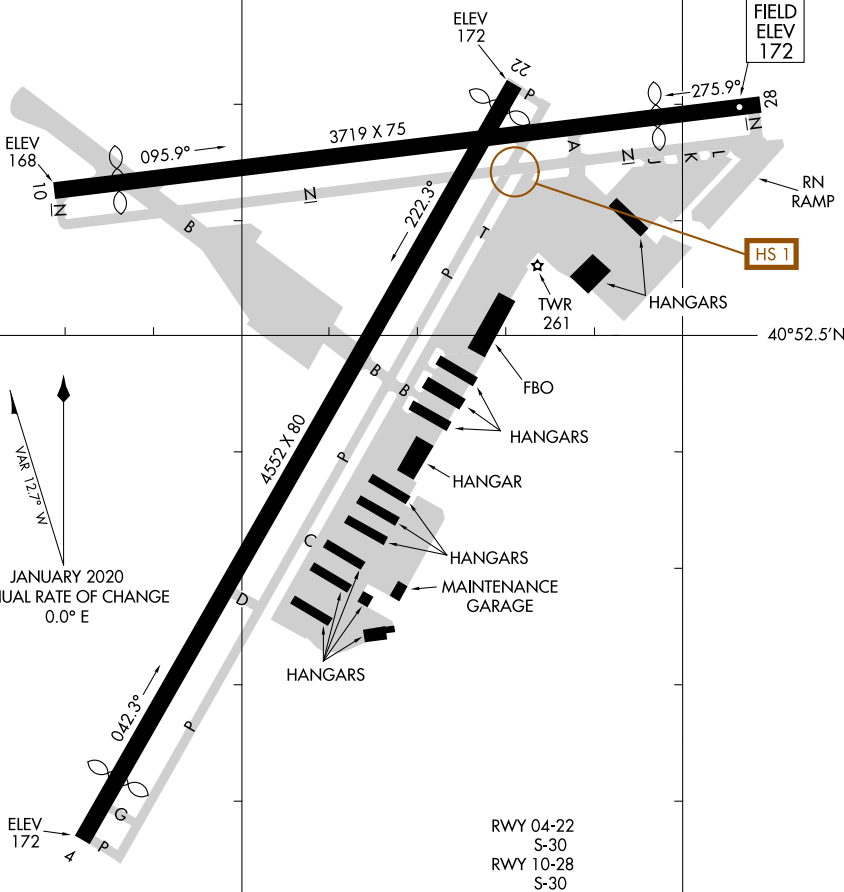 FIELD
ELEV
172
ELEV
172
22
P
275.9°
28
N
3719 X 75
095.9°
ELEV
168
10
N
A
N
J
K
L
RN
RAMP
N
B
222.3°
T
P
HS 1
TWR
261
HANGARS
40°52.5'N
FBO
B
B
HANGARS
4552 X 80
P
HANGAR
VAR 12.7° W
C
HANGARS
JANUARY 2020
NUAL RATE OF CHANGE
0.0° E
MAINTENANCE
GARAGE
D
HANGARS
042.3°
P
G
ELEV
172
4
P
RWY 04-22
S-30
RWY 10-28
S-30